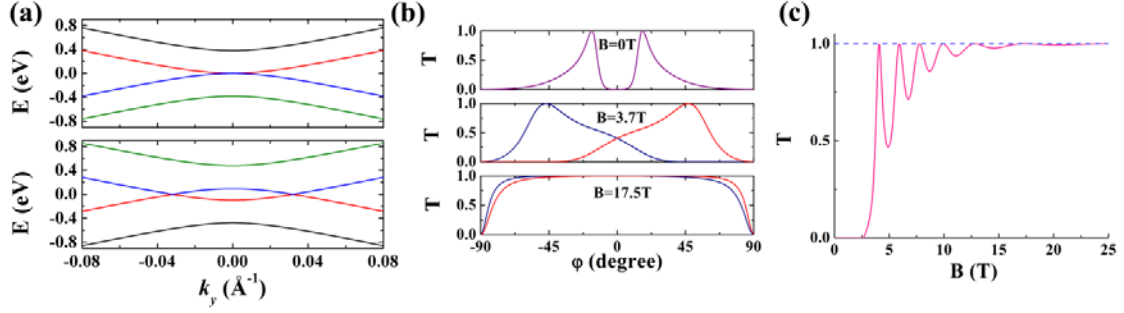 (a)
E (eV)
0.8
0.4
0.0
-0.4
-0.8
E (eV)
0.8
0.4
0.0
-0.4
-0.8
-0.08 -0.04 0.00 0.04 0.08
k_y (Å⁻¹)
(b)
T
1.0
0.5
0.0
B=0T
T
1.0
0.5
0.0
B=3.7T
T
1.0
0.5
0.0
B=17.5T
-90 -45 0 45 90
φ (degree)
(c)
T
1.0
0.5
0.0
0 5 10 15 20 25
B (T)